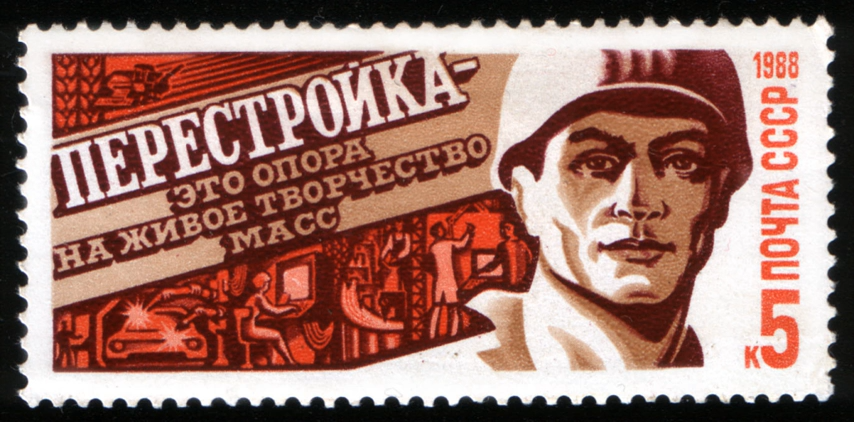 ПЕРЕСТРОЙКА-
ЭТО ОПОРА
НА ЖИВОЕ ТВОРЧЕСТВО
МАСС
1988
ПОЧТА СССР
5 К